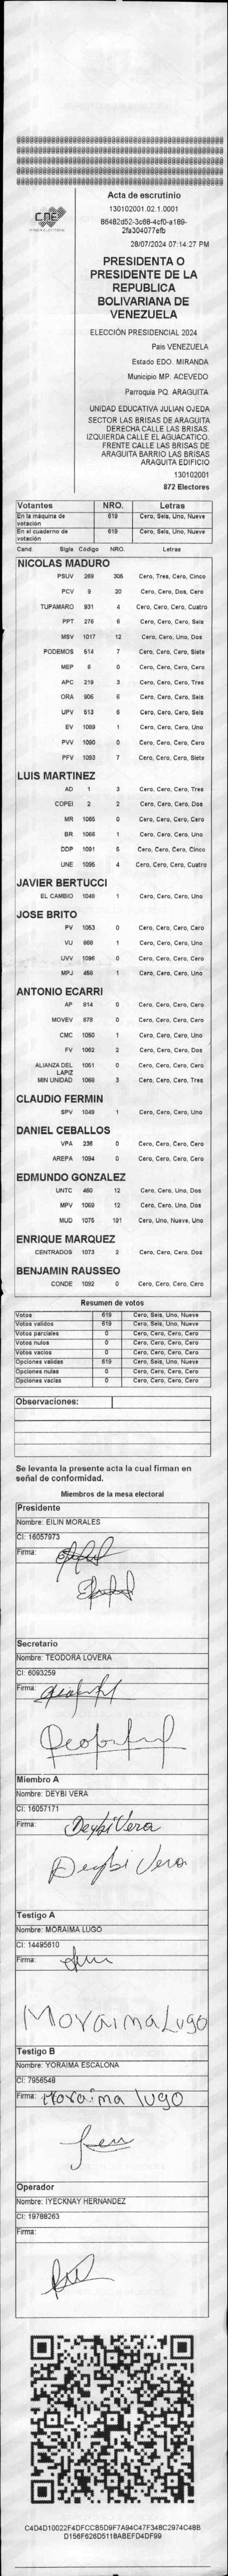 CNE
Acta de escrutinio
130102001.02.1.0001
86482d52-3c68-4cf0-a189-
2fa304077efb
28/07/2024 07:14:27 PM
PRESIDENTA O
PRESIDENTE DE LA
REPUBLICA
BOLIVARIANA DE
VENEZUELA
ELECCIÓN PRESIDENCIAL 2024
Pais VENEZUELA
Estado EDO. MIRANDA
Municipio MP. ACEVEDO
Parroquia PQ. ARAGUITA
UNIDAD EDUCATIVA JULIAN OJEDA
SECTOR LAS BRISAS DE ARAGUITA
DERECHA CALLE LAS BRISAS.
IZQUIERDA CALLE EL AGUACATICO.
FRENTE CALLE LAS BRISAS DE
ARAGUITA BARRIO LAS BRISAS
ARAGUITA EDIFICIO
130102001
872 Electores
Votantes NRO. Letras
En la máquina de votación 619 Cero, Seis, Uno, Nueve
En el cuaderno de votación 619 Cero, Seis, Uno, Nueve
Cand. Sigla Código NRO. Letras
NICOLAS MADURO
PSUV 269 305 Cero, Tres, Cero, Cinco
PCV 9 20 Cero, Cero, Dos, Cero
TUPAMARO 931 4 Cero, Cero, Cero, Cuatro
PPT 276 6 Cero, Cero, Cero, Seis
MSV 1017 12 Cero, Cero, Uno, Dos
PODEMOS 514 7 Cero, Cero, Cero, Siete
MEP 6 0 Cero, Cero, Cero, Cero
APC 219 3 Cero, Cero, Cero, Tres
ORA 906 6 Cero, Cero, Cero, Seis
UPV 513 6 Cero, Cero, Cero, Seis
EV 1089 1 Cero, Cero, Cero, Uno
PVV 1090 0 Cero, Cero, Cero, Cero
PFV 1093 7 Cero, Cero, Cero, Siete
LUIS MARTINEZ
AD 1 3 Cero, Cero, Cero, Tres
COPEI 2 2 Cero, Cero, Cero, Dos
MR 1065 0 Cero, Cero, Cero, Cero
BR 1066 1 Cero, Cero, Cero, Uno
DDP 1091 5 Cero, Cero, Cero, Cinco
UNE 1095 4 Cero, Cero, Cero, Cuatro
JAVIER BERTUCCI
EL CAMBIO 1048 1 Cero, Cero, Cero, Uno
JOSE BRITO
PV 1053 0 Cero, Cero, Cero, Cero
VU 868 1 Cero, Cero, Cero, Uno
UVV 1096 0 Cero, Cero, Cero, Cero
MPJ 458 1 Cero, Cero, Cero, Uno
ANTONIO ECARRI
AP 814 0 Cero, Cero, Cero, Cero
MOVEV 878 0 Cero, Cero, Cero, Cero
CMC 1050 1 Cero, Cero, Cero, Uno
FV 1062 2 Cero, Cero, Cero, Dos
ALIANZA DEL LAPIZ 1051 0 Cero, Cero, Cero, Cero
MIN UNIDAD 1068 3 Cero, Cero, Cero, Tres
CLAUDIO FERMIN
SPV 1049 1 Cero, Cero, Cero, Uno
DANIEL CEBALLOS
VPA 236 0 Cero, Cero, Cero, Cero
AREPA 1094 0 Cero, Cero, Cero, Cero
EDMUNDO GONZALEZ
UNTC 460 12 Cero, Cero, Uno, Dos
MPV 1069 12 Cero, Cero, Uno, Dos
MUD 1075 191 Cero, Uno, Nueve, Uno
ENRIQUE MARQUEZ
CENTRADOS 1073 2 Cero, Cero, Cero, Dos
BENJAMIN RAUSSEO
CONDE 1092 0 Cero, Cero, Cero, Cero
Resumen de votos
Votos 619 Cero, Seis, Uno, Nueve
Votos validos 619 Cero, Seis, Uno, Nueve
Votos parciales 0 Cero, Cero, Cero, Cero
Votos nulos 0 Cero, Cero, Cero, Cero
Votos vacios 0 Cero, Cero, Cero, Cero
Opciones validas 619 Cero, Seis, Uno, Nueve
Opciones nulas 0 Cero, Cero, Cero, Cero
Opciones vacias 0 Cero, Cero, Cero, Cero
Observaciones:
Se levanta la presente acta la cual firman en
señal de conformidad.
Miembros de la mesa electoral
Presidente
Nombre: EILIN MORALES
CI: 16057973
Firma:
Secretario
Nombre: TEODORA LOVERA
CI: 6093259
Firma:
Miembro A
Nombre: DEYBI VERA
CI: 16057171
Firma: Deybi Vera
Deybi Vera
Testigo A
Nombre: MORAIMA LUGO
CI: 14495610
Firma:
Moraima Lugo
Testigo B
Nombre: YORAIMA ESCALONA
CI: 7956548
Firma: Moraima lugo
Operador
Nombre: IYECKNAY HERNANDEZ
CI: 19788263
Firma:
C4D4D10022F4DFCCB5D9F7A94C47F348C2974C48B
D156F626D5118ABEFD4DF99